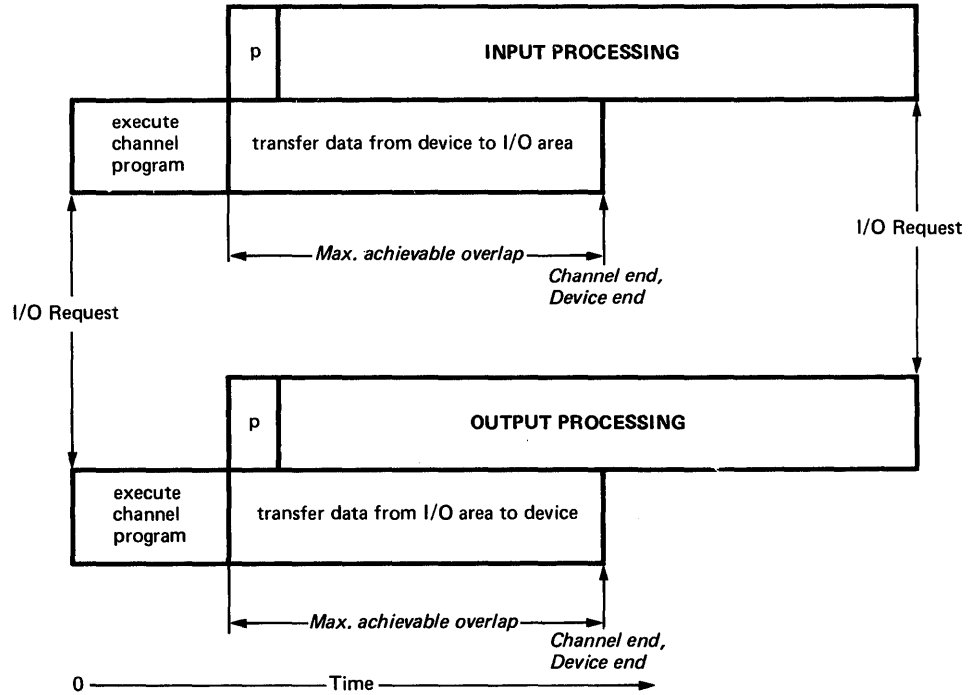 p
INPUT PROCESSING
execute
channel
program
transfer data from device to I/O area
I/O Request
Max. achievable overlap
Channel end,
Device end
I/O Request
p
OUTPUT PROCESSING
execute
channel
program
transfer data from I/O area to device
Max. achievable overlap
Channel end,
Device end
0
Time